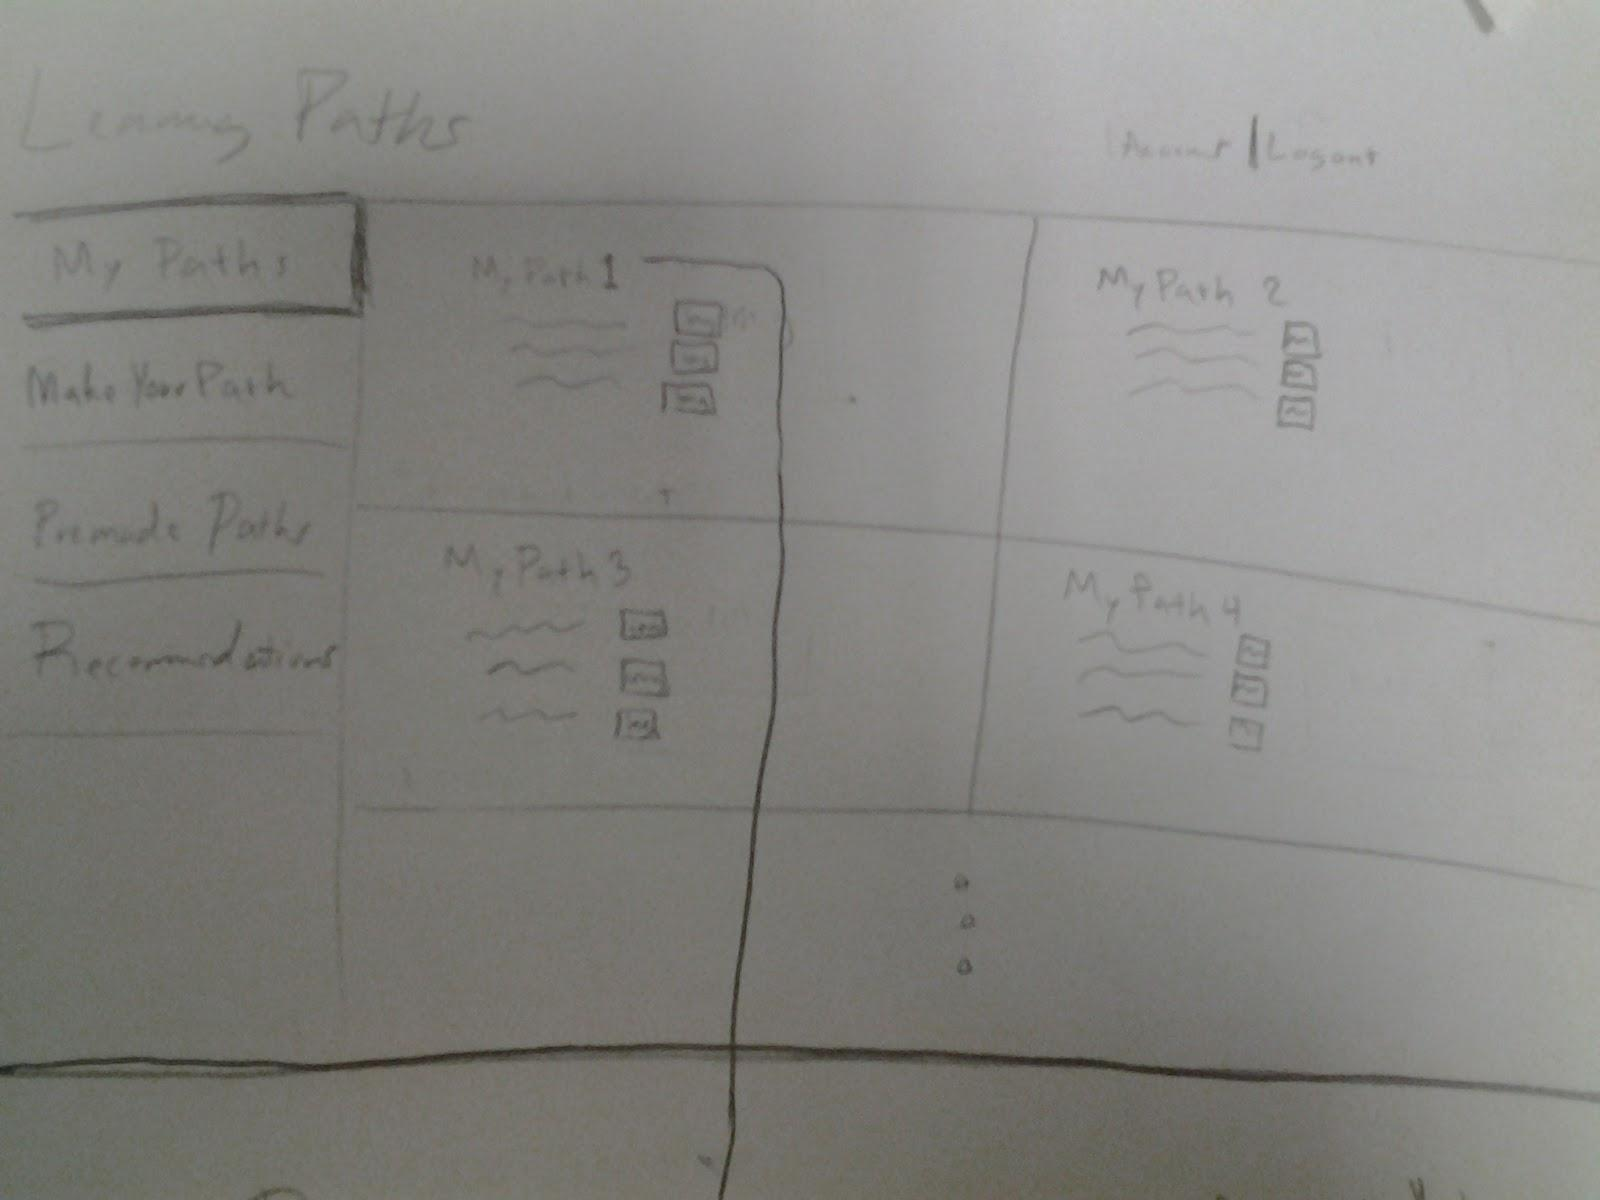 Learning Paths
Account | Logout
My Paths
Make Your Path
Premade Paths
Recommodations
My Path 1
My Path 2
My Path 3
My Path 4